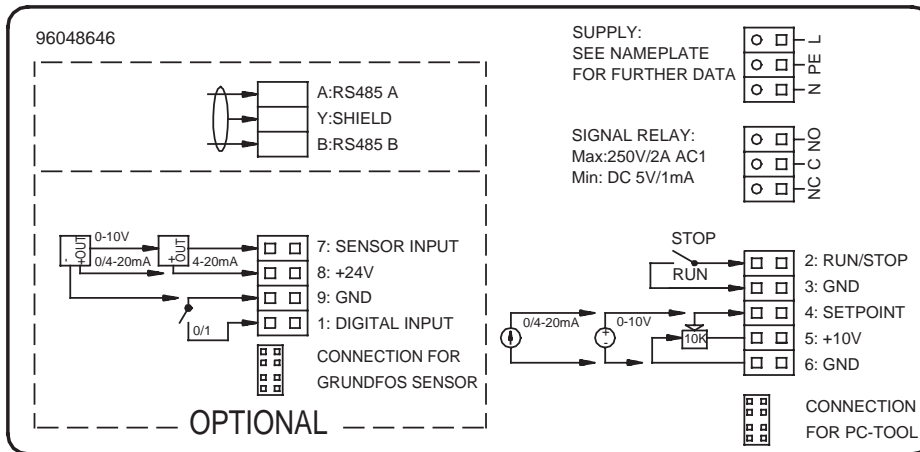 96048646
SUPPLY:
SEE NAMEPLATE
FOR FURTHER DATA
L
PE
N
A:RS485 A
Y:SHIELD
B:RS485 B
SIGNAL RELAY:
Max:250V/2A AC1
Min: DC 5V/1mA
NO
C
NC
-
+OUT
0-10V
0/4-20mA
+OUT
4-20mA
7: SENSOR INPUT
8: +24V
9: GND
1: DIGITAL INPUT
0/1
CONNECTION FOR
GRUNDFOS SENSOR
OPTIONAL
STOP
RUN
2: RUN/STOP
3: GND
4: SETPOINT
5: +10V
6: GND
0/4-20mA
+
-
0-10V
10K
CONNECTION
FOR PC-TOOL